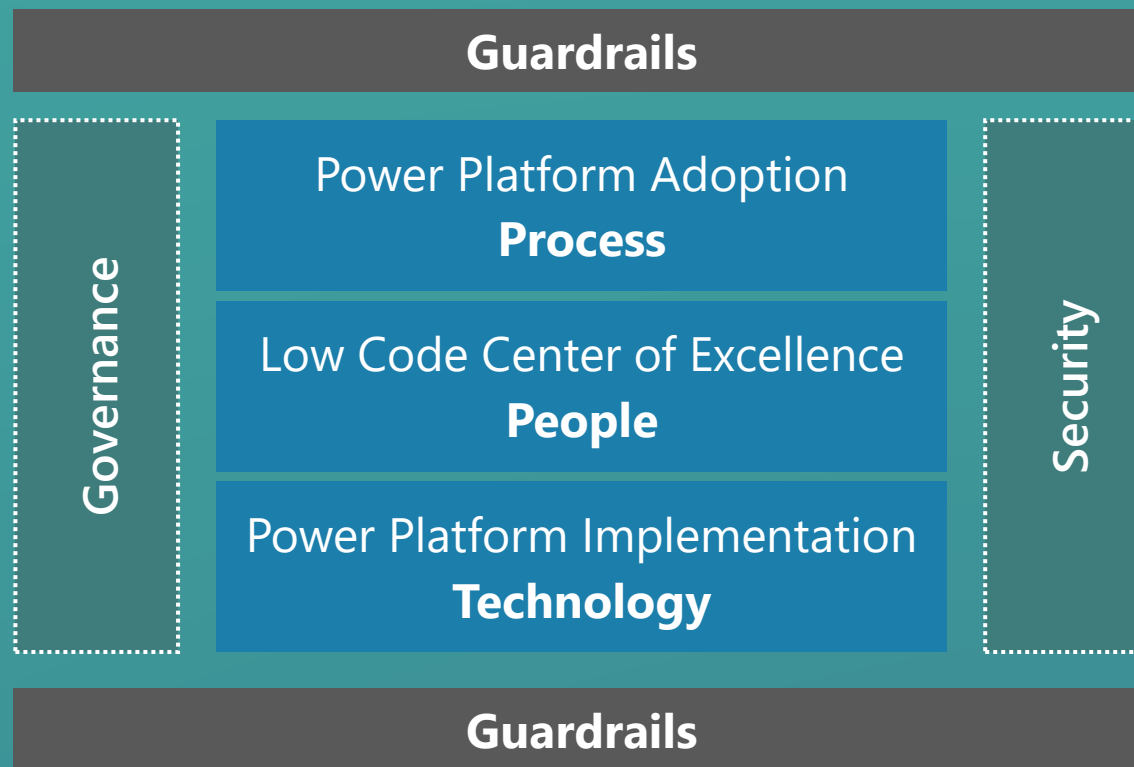 Guardrails
Governance
Power Platform Adoption
Process
Low Code Center of Excellence
People
Power Platform Implementation
Technology
Security
Guardrails